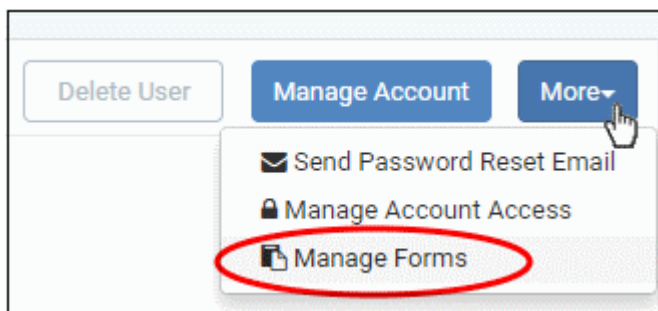 Delete User Manage Account More
Send Password Reset Email
Manage Account Access
Manage Forms